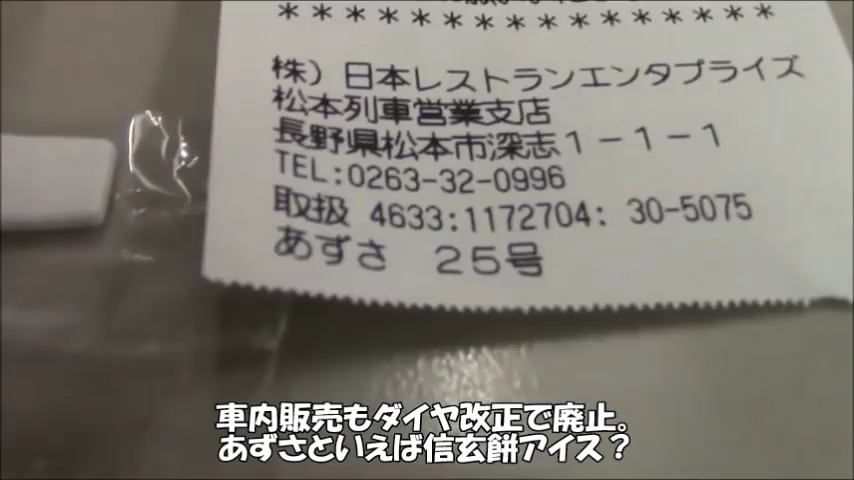 ＊＊＊＊＊＊＊＊＊＊＊＊＊＊＊＊＊
株）日本レストランエンタプライズ
松本列車営業支店
長野県松本市深志１－１－１
TEL:0263-32-0996
取扱 4633:1172704: 30-5075
あずさ　２５号
車内販売もダイヤ改正で廃止。
あずさといえば信玄餅アイス？